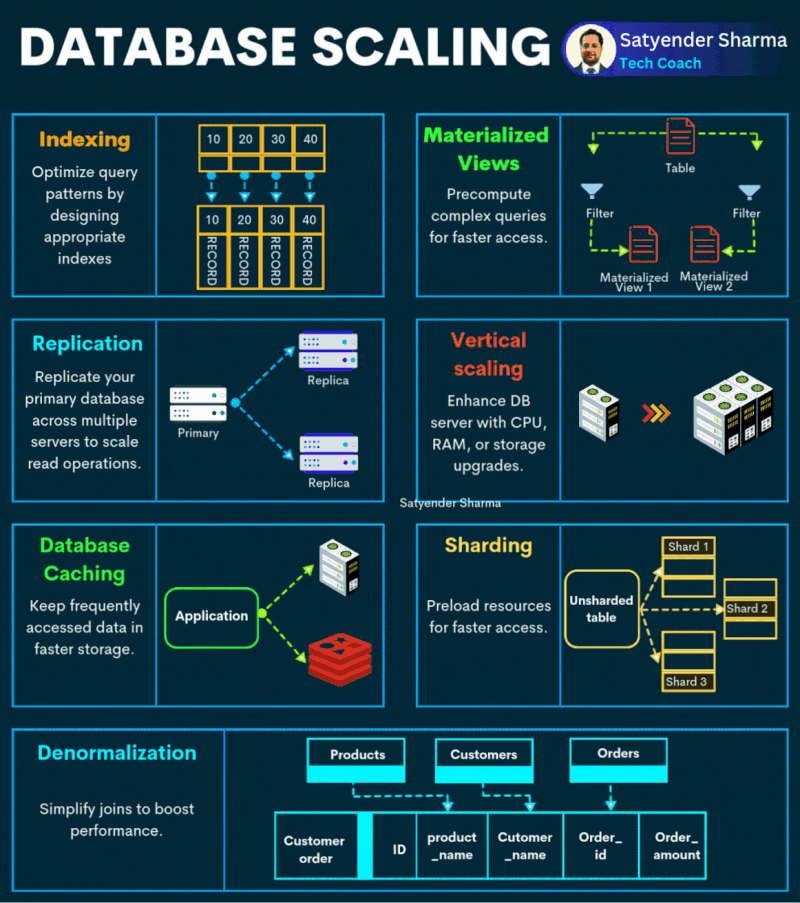 DATABASE SCALING
Satyender Sharma
Tech Coach
Indexing
Optimize query
patterns by
designing
appropriate
indexes
10 20 30 40
10 20 30 40
RECORD RECORD RECORD RECORD
Materialized
Views
Precompute
complex queries
for faster access.
Table
Filter Filter
Materialized
View 1
Materialized
View 2
Replication
Replicate your
primary database
across multiple
servers to scale
read operations.
Primary
Replica
Replica
Vertical
scaling
Enhance DB
server with CPU,
RAM, or storage
upgrades.
Satyender Sharma
Database
Caching
Keep frequently
accessed data in
faster storage.
Application
Sharding
Preload resources
for faster access.
Unsharded
table
Shard 1
Shard 2
Shard 3
Denormalization
Simplify joins to boost
performance.
Products Customers Orders
Customer
order
ID
product
_name
Cutomer
_name
Order_
id
Order_
amount